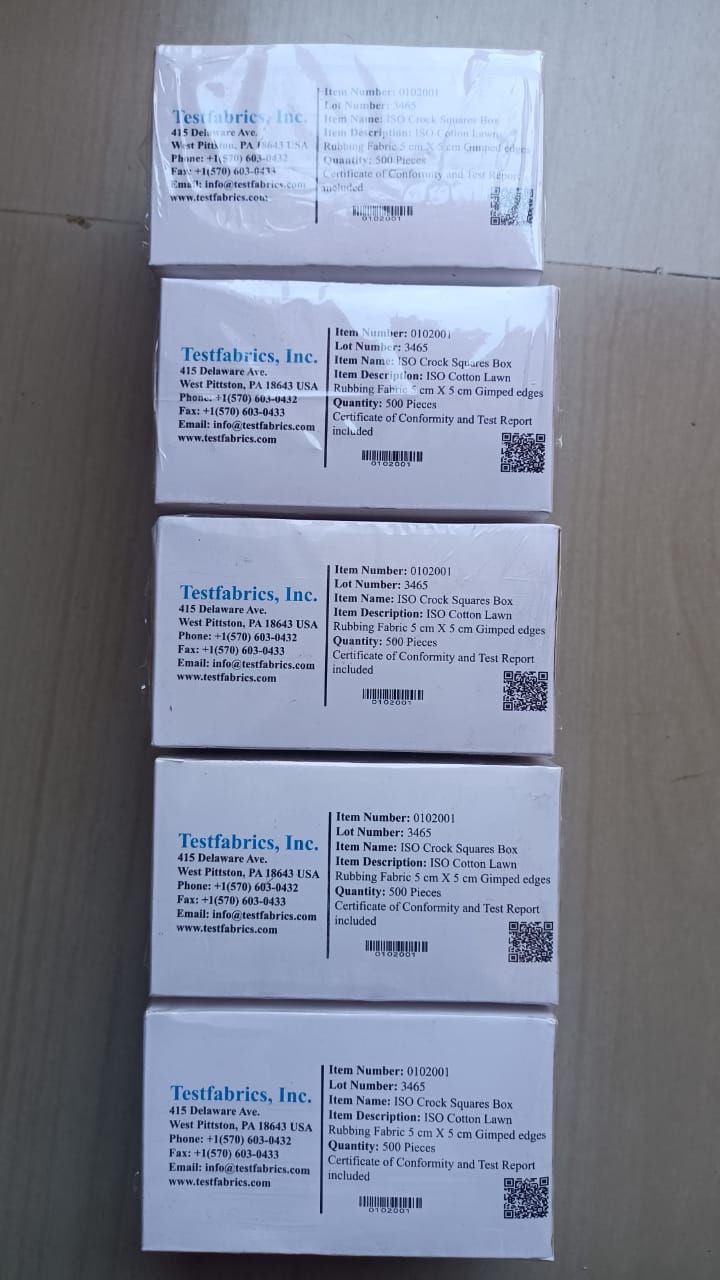 Testfabrics, Inc.
415 Delaware Ave.
West Pittston, PA 18643 USA
Phone: +1(570) 603-0432
Fax: +1(570) 603-0433
Email: info@testfabrics.com
www.testfabrics.com
Item Number: 0102001
Lot Number: 3465
Item Name: ISO Crock Squares Box
Item Description: ISO Cotton Lawn
Rubbing Fabric 5 cm X 5 cm Gimped edges
Quantity: 500 Pieces
Certificate of Conformity and Test Report
included
0102001
Testfabrics, Inc.
415 Delaware Ave.
West Pittston, PA 18643 USA
Phone: +1(570) 603-0432
Fax: +1(570) 603-0433
Email: info@testfabrics.com
www.testfabrics.com
Item Number: 0102001
Lot Number: 3465
Item Name: ISO Crock Squares Box
Item Description: ISO Cotton Lawn
Rubbing Fabric 5 cm X 5 cm Gimped edges
Quantity: 500 Pieces
Certificate of Conformity and Test Report
included
0102001
Testfabrics, Inc.
415 Delaware Ave.
West Pittston, PA 18643 USA
Phone: +1(570) 603-0432
Fax: +1(570) 603-0433
Email: info@testfabrics.com
www.testfabrics.com
Item Number: 0102001
Lot Number: 3465
Item Name: ISO Crock Squares Box
Item Description: ISO Cotton Lawn
Rubbing Fabric 5 cm X 5 cm Gimped edges
Quantity: 500 Pieces
Certificate of Conformity and Test Report
included
0102001
Testfabrics, Inc.
415 Delaware Ave.
West Pittston, PA 18643 USA
Phone: +1(570) 603-0432
Fax: +1(570) 603-0433
Email: info@testfabrics.com
www.testfabrics.com
Item Number: 0102001
Lot Number: 3465
Item Name: ISO Crock Squares Box
Item Description: ISO Cotton Lawn
Rubbing Fabric 5 cm X 5 cm Gimped edges
Quantity: 500 Pieces
Certificate of Conformity and Test Report
included
0102001
Testfabrics, Inc.
415 Delaware Ave.
West Pittston, PA 18643 USA
Phone: +1(570) 603-0432
Fax: +1(570) 603-0433
Email: info@testfabrics.com
www.testfabrics.com
Item Number: 0102001
Lot Number: 3465
Item Name: ISO Crock Squares Box
Item Description: ISO Cotton Lawn
Rubbing Fabric 5 cm X 5 cm Gimped edges
Quantity: 500 Pieces
Certificate of Conformity and Test Report
included
0102001